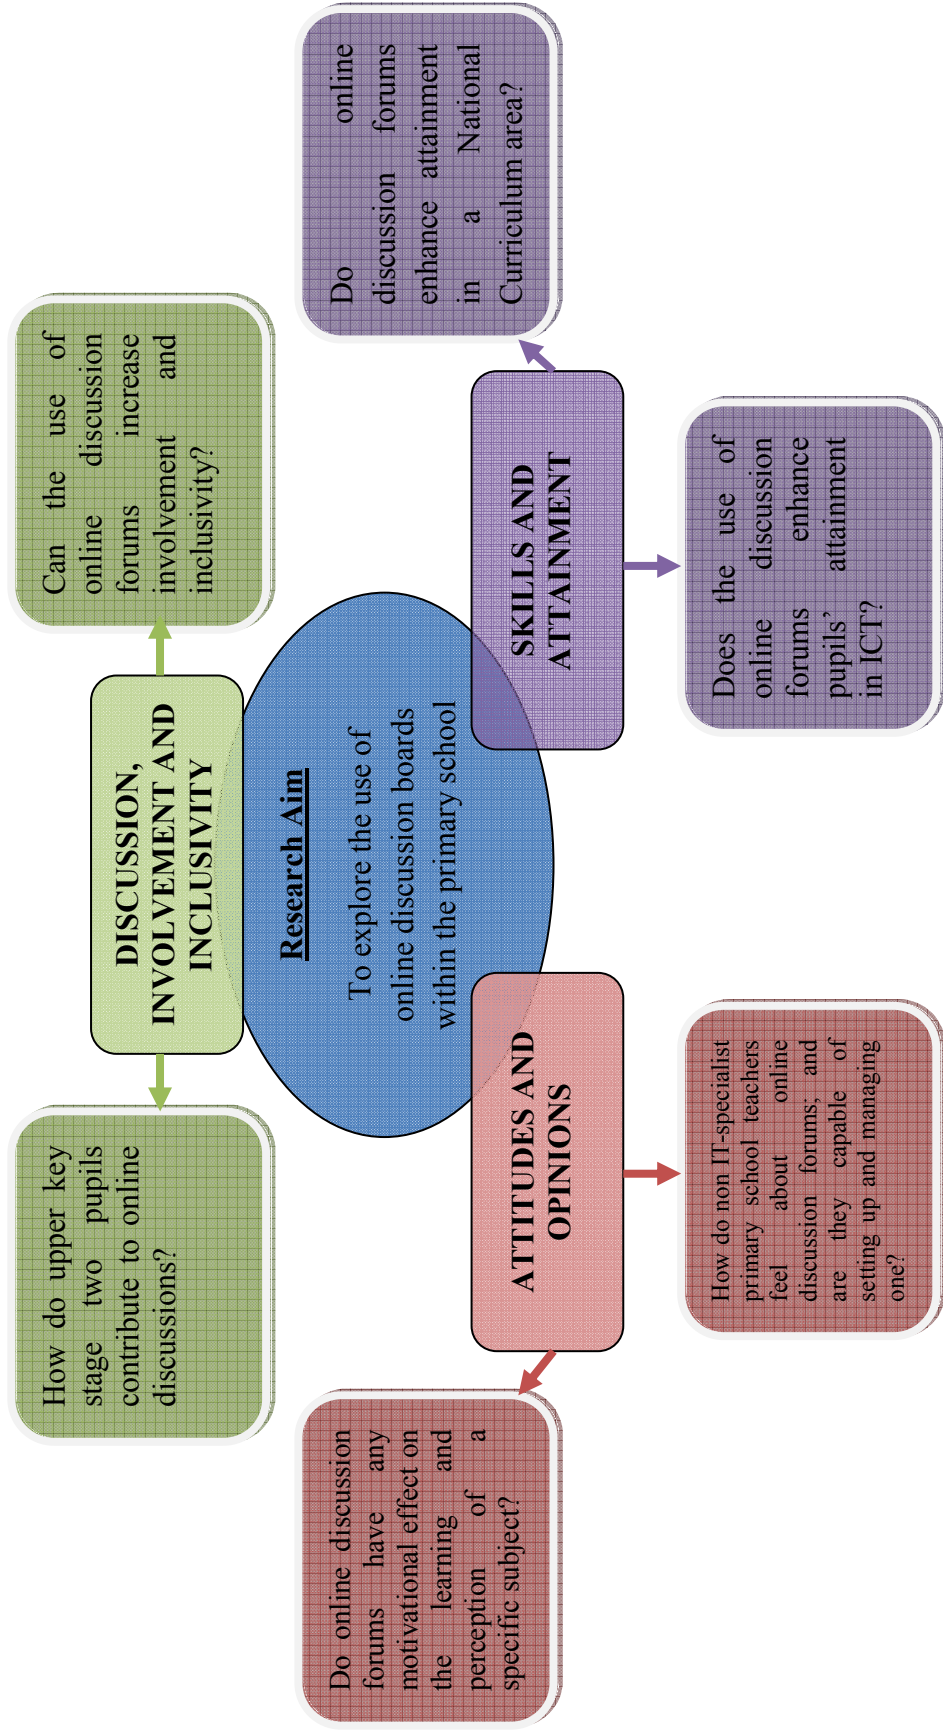 How do upper key
stage two pupils
contribute to online
discussions?
DISCUSSION,
INVOLVEMENT AND
INCLUSIVITY
Can the use of
online discussion
forums increase
involvement and
inclusivity?
Do online discussion
forums have any
motivational effect on
the learning and
perception of a
specific subject?
Research Aim
To explore the use of
online discussion boards
within the primary school
Do online
discussion forums
enhance attainment
in a National
Curriculum area?
ATTITUDES AND
OPINIONS
SKILLS AND
ATTAINMENT
How do non IT-specialist
primary school teachers
feel about online
discussion forums; and
are they capable of
setting up and managing
one?
Does the use of
online discussion
forums enhance
pupils’ attainment
in ICT?